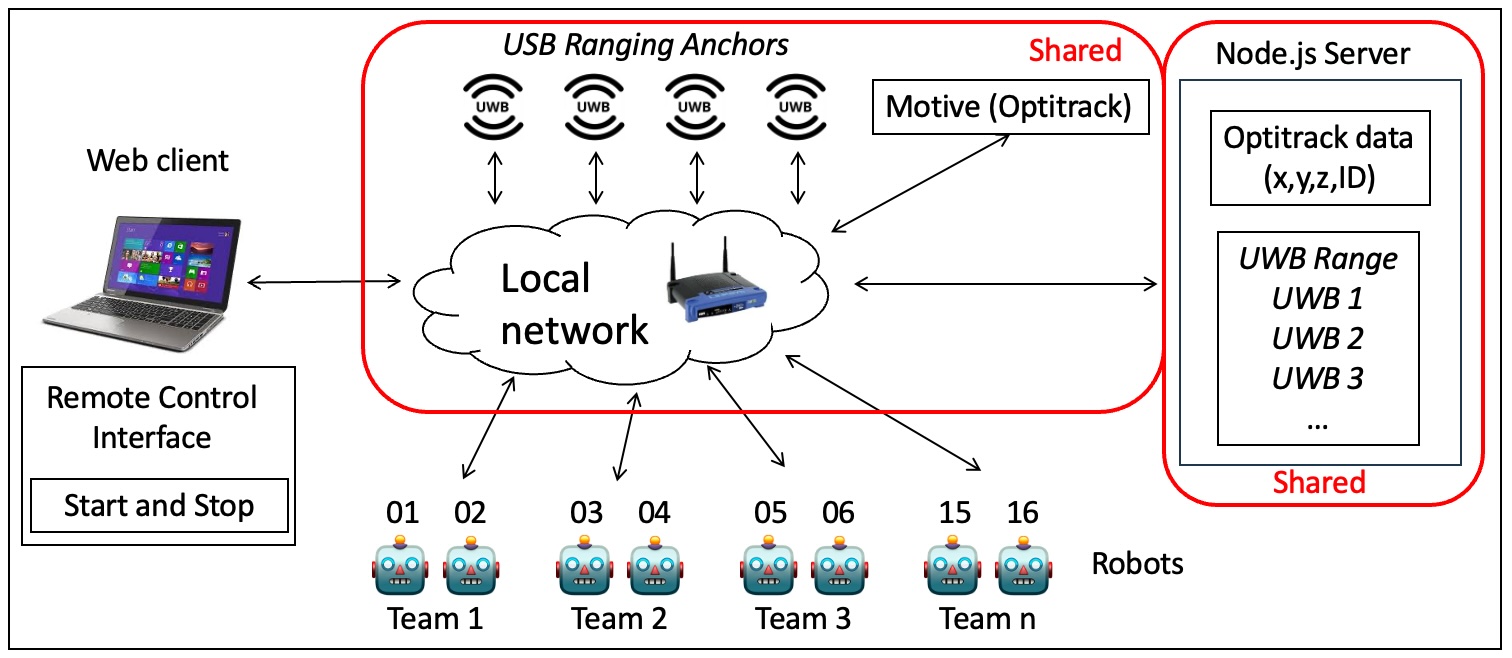 USB Ranging Anchors
Shared
Node.js Server
UWB
UWB
UWB
UWB
Motive (Optitrack)
Optitrack data
(x,y,z,ID)
Web client
Local
network
UWB Range
UWB 1
UWB 2
UWB 3
...
Shared
Remote Control
Interface
Start and Stop
01 02 03 04 05 06 15 16
Robots
Team 1 Team 2 Team 3 Team n